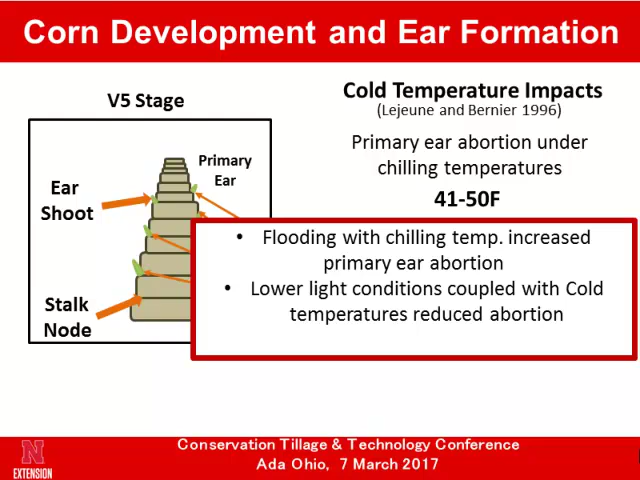 Corn Development and Ear Formation
V5 Stage
Primary
Ear
Ear
Shoot
Stalk
Node
Cold Temperature Impacts
(Lejeune and Bernier 1996)
Primary ear abortion under
chilling temperatures
41-50F
• Flooding with chilling temp. increased
primary ear abortion
• Lower light conditions coupled with Cold
temperatures reduced abortion
N
EXTENSION
Conservation Tillage & Technology Conference
Ada Ohio, 7 March 2017